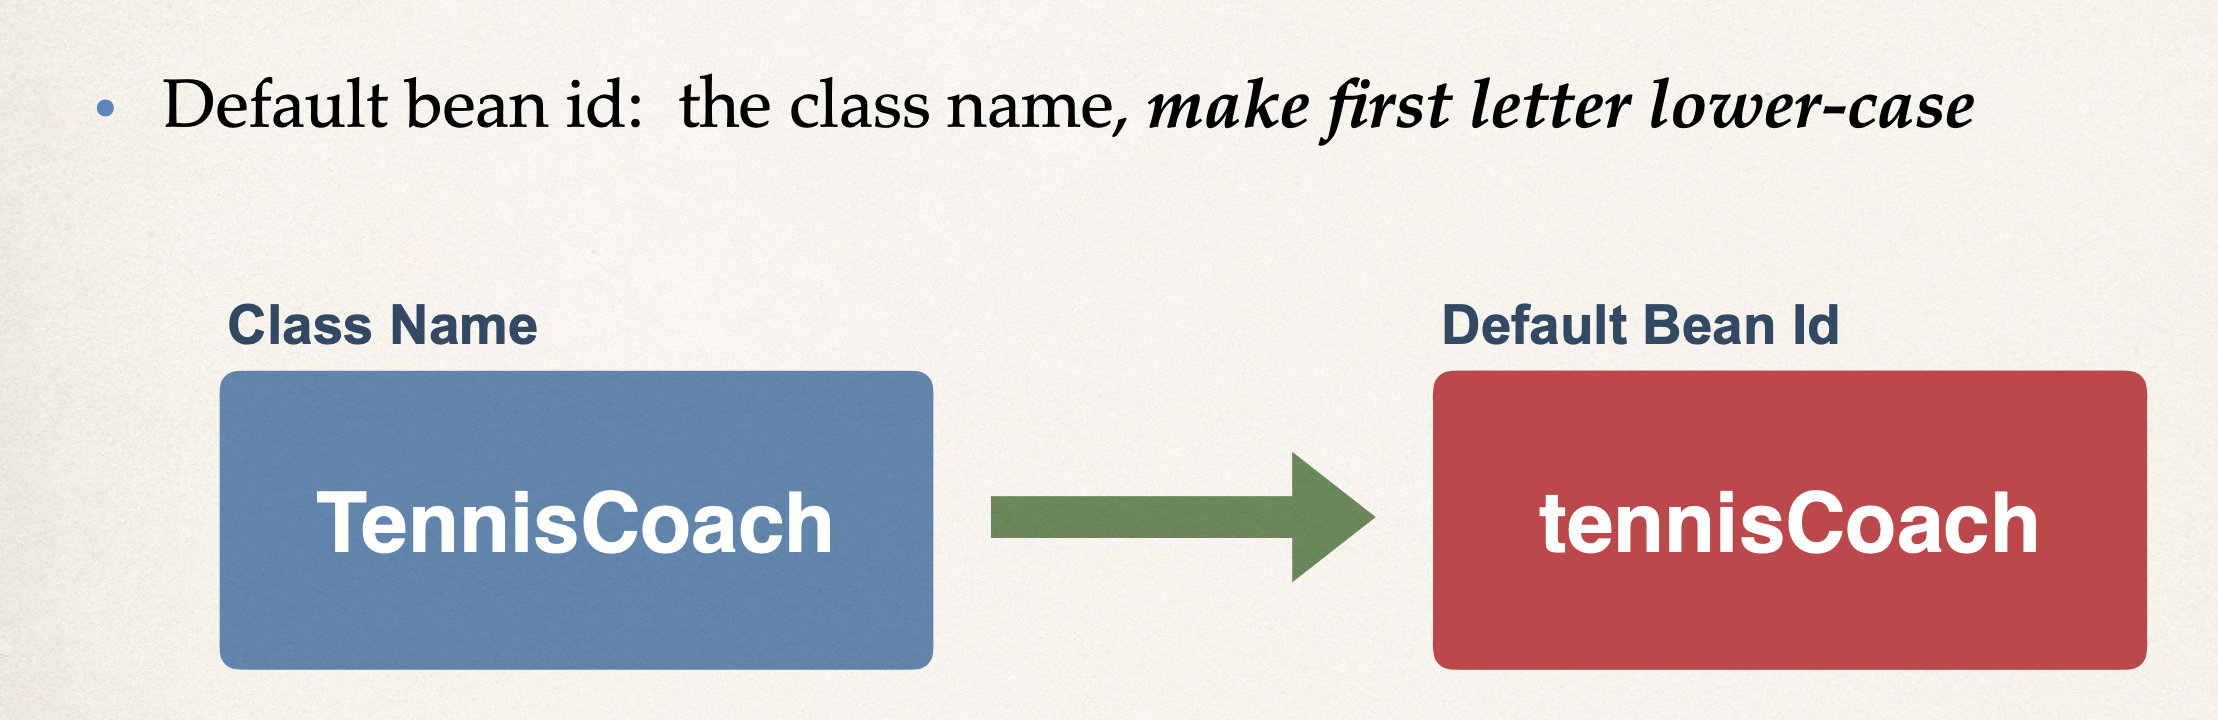 Default bean id: the class name, make first letter lower-case
Class Name
Default Bean Id
TennisCoach
tennisCoach